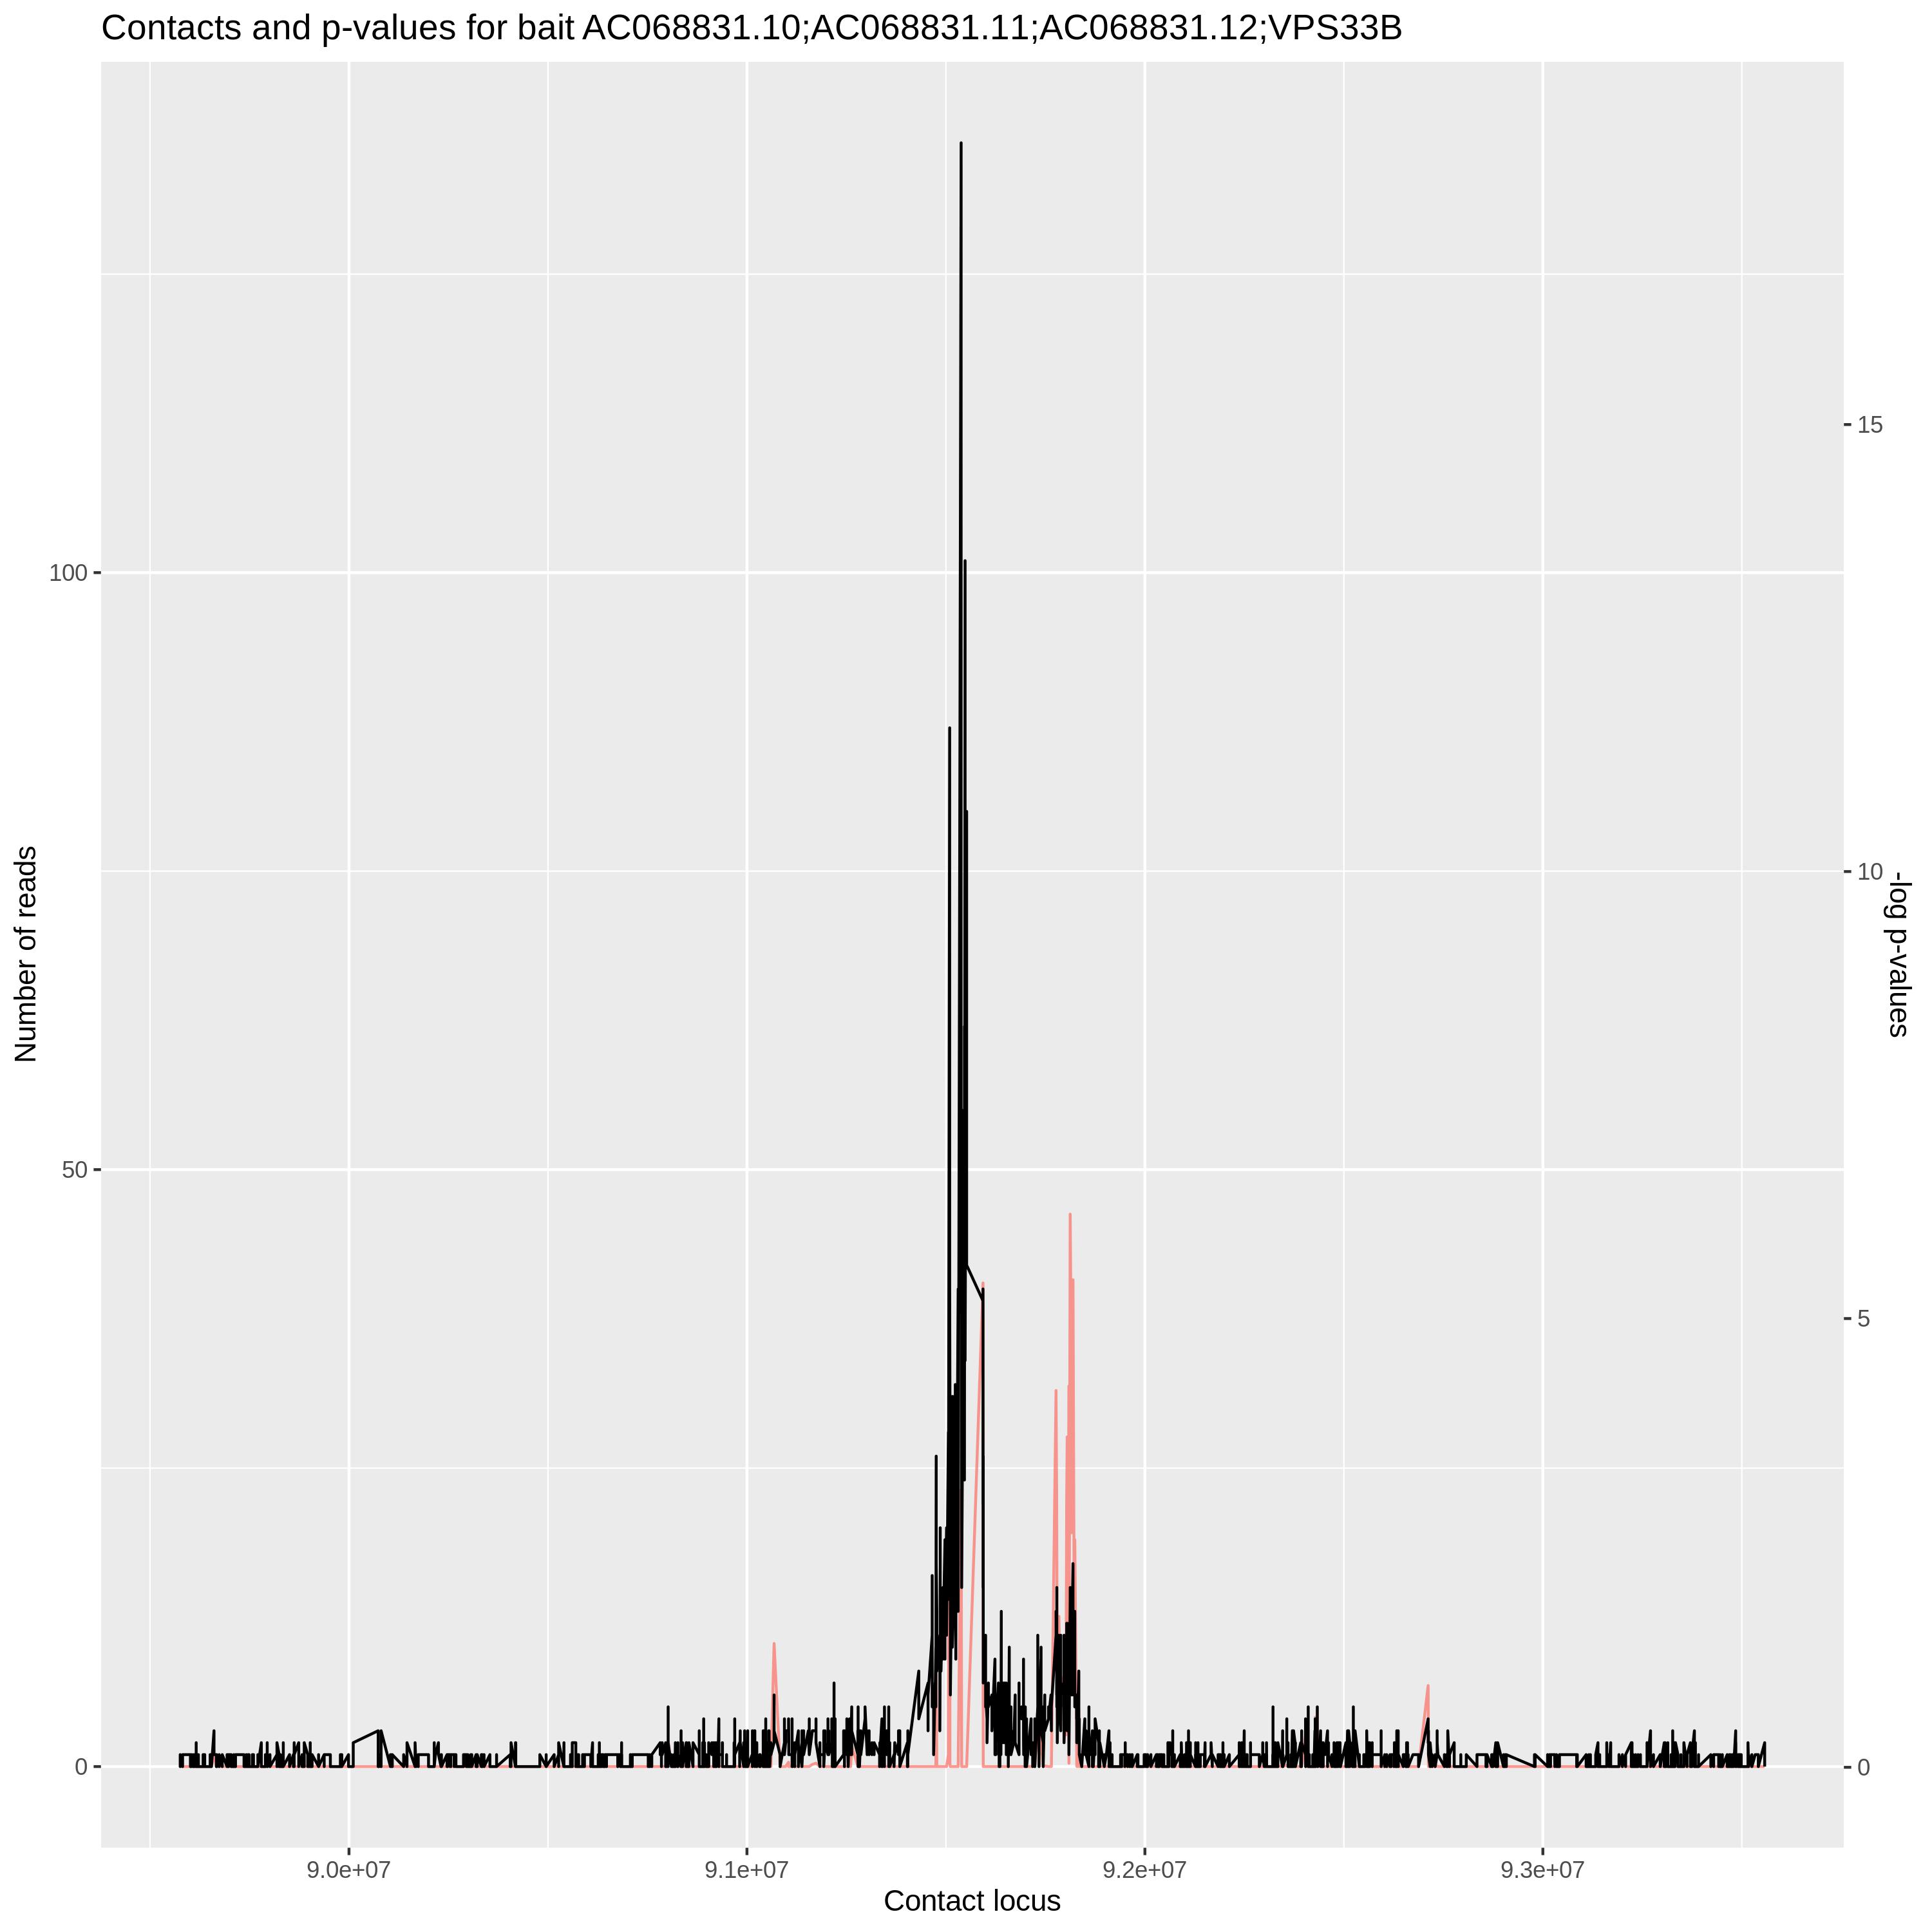 Contacts and p-values for bait AC068831.10;AC068831.11;AC068831.12;VPS33B
Number of reads
100
50
0
15
10
5
0
-log p-values
9.0e+07
9.1e+07
9.2e+07
9.3e+07
Contact locus